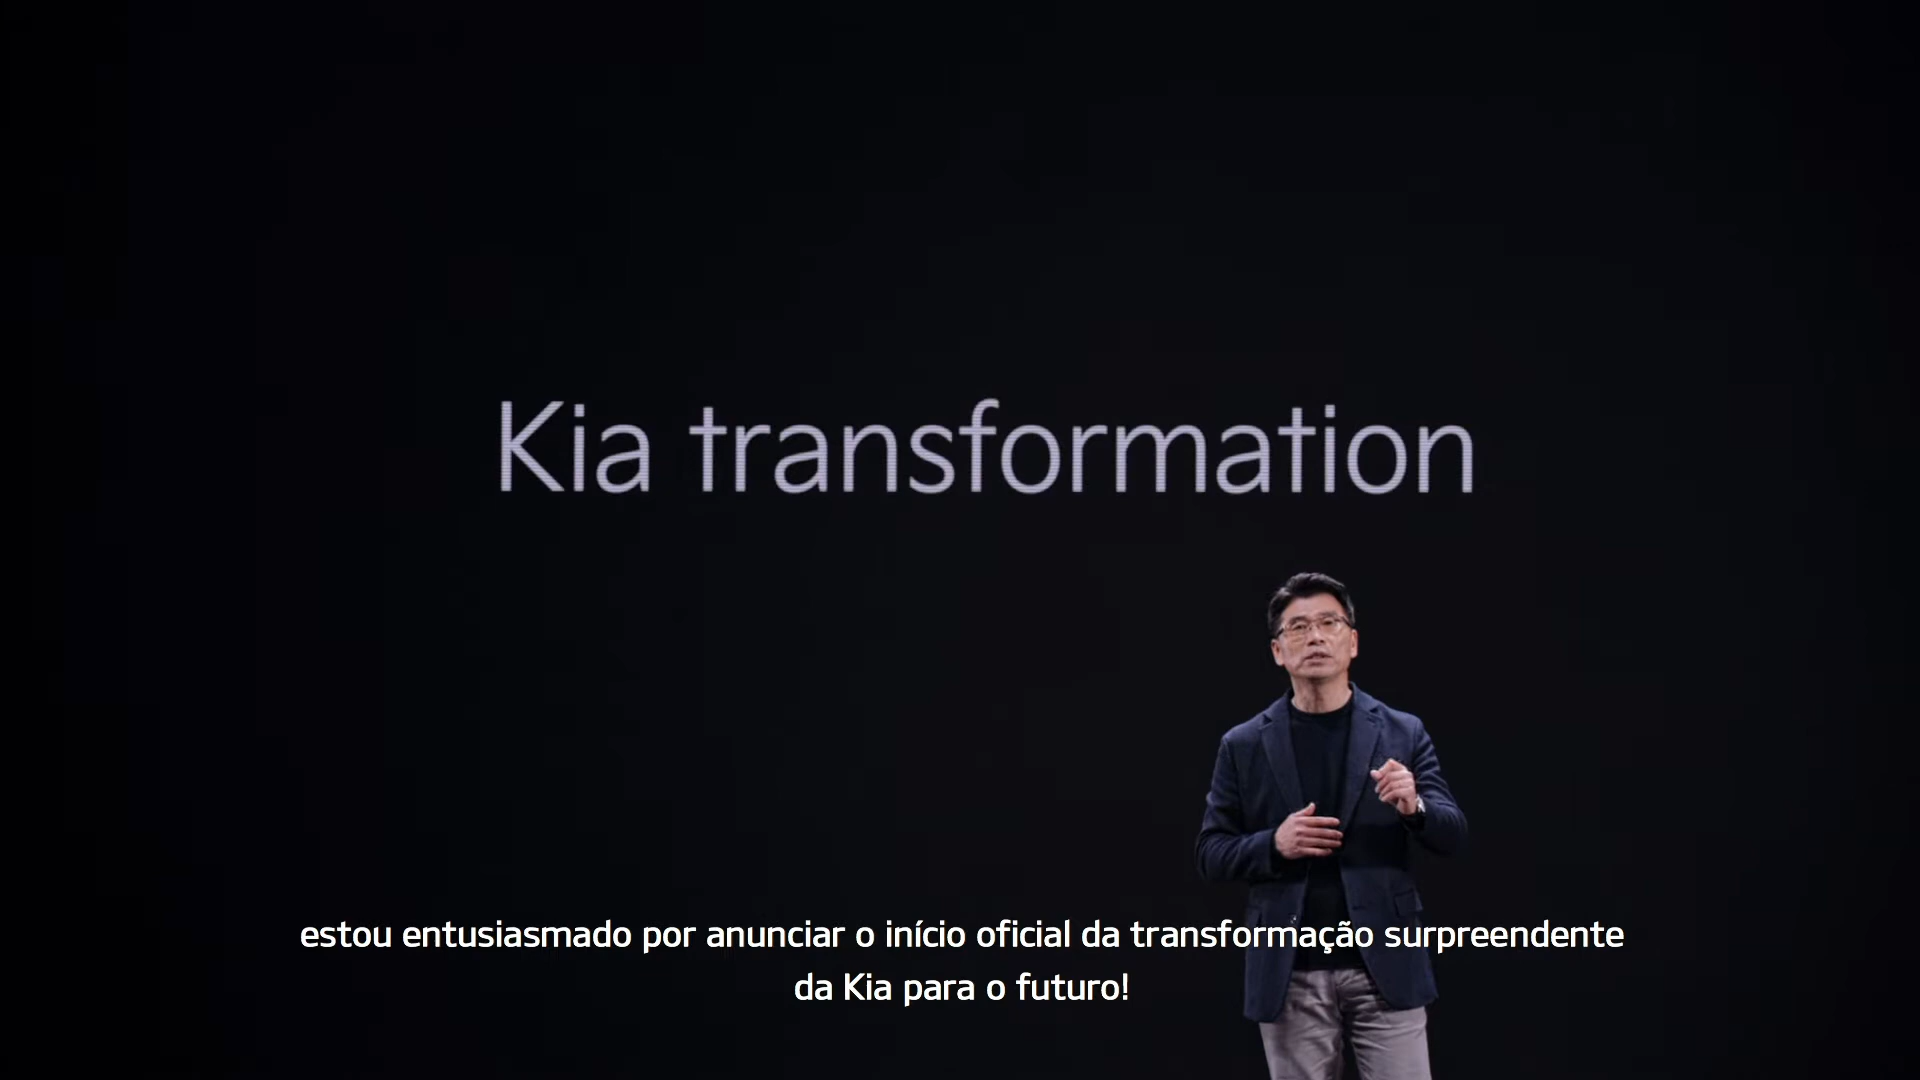 Kia transformation
estou entusiasmado por anunciar o início oficial da transformação surpreendente
da Kia para o futuro!